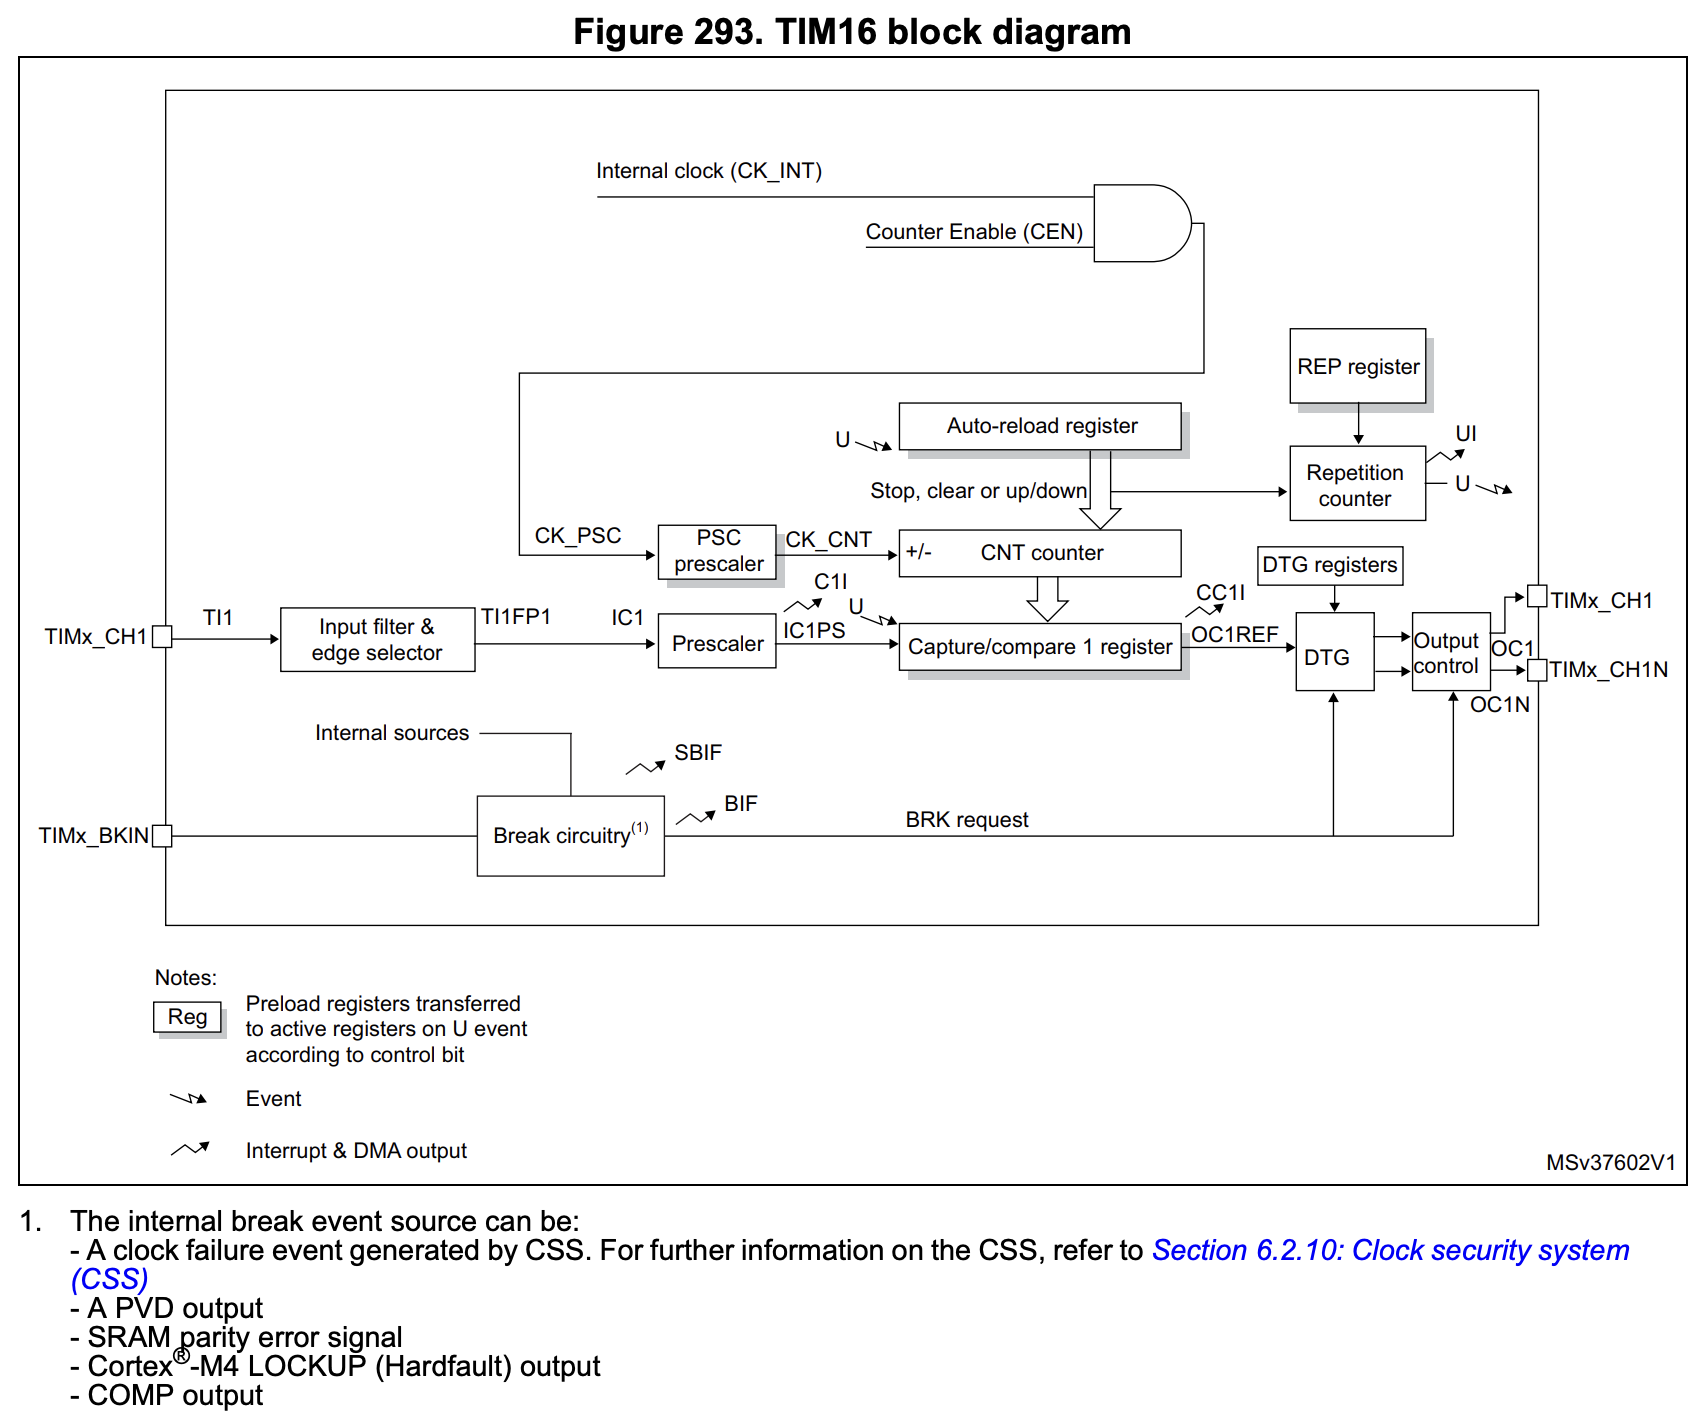 Figure 293. TIM16 block diagram
Internal clock (CK_INT)
Counter Enable (CEN)
REP register
Auto-reload register
U
UI
Repetition
counter
U
Stop, clear or up/down
CK_PSC
PSC
prescaler
CK_CNT
+/-
CNT counter
DTG registers
C1I
CC1I
U
TIMx_CH1
TI1
Input filter &
edge selector
TI1FP1
IC1
Prescaler
IC1PS
Capture/compare 1 register
OC1REF
DTG
Output
control
OC1
TIMx_CH1
TIMx_CH1N
OC1N
Internal sources
SBIF
BIF
TIMx_BKIN
Break circuitry(1)
BRK request
Notes:
Reg
Preload registers transferred
to active registers on U event
according to control bit
Event
Interrupt & DMA output
MSv37602V1
1. The internal break event source can be:
- A clock failure event generated by CSS. For further information on the CSS, refer to Section 6.2.10: Clock security system
(CSS)
- A PVD output
- SRAM parity error signal
- Cortex®-M4 LOCKUP (Hardfault) output
- COMP output